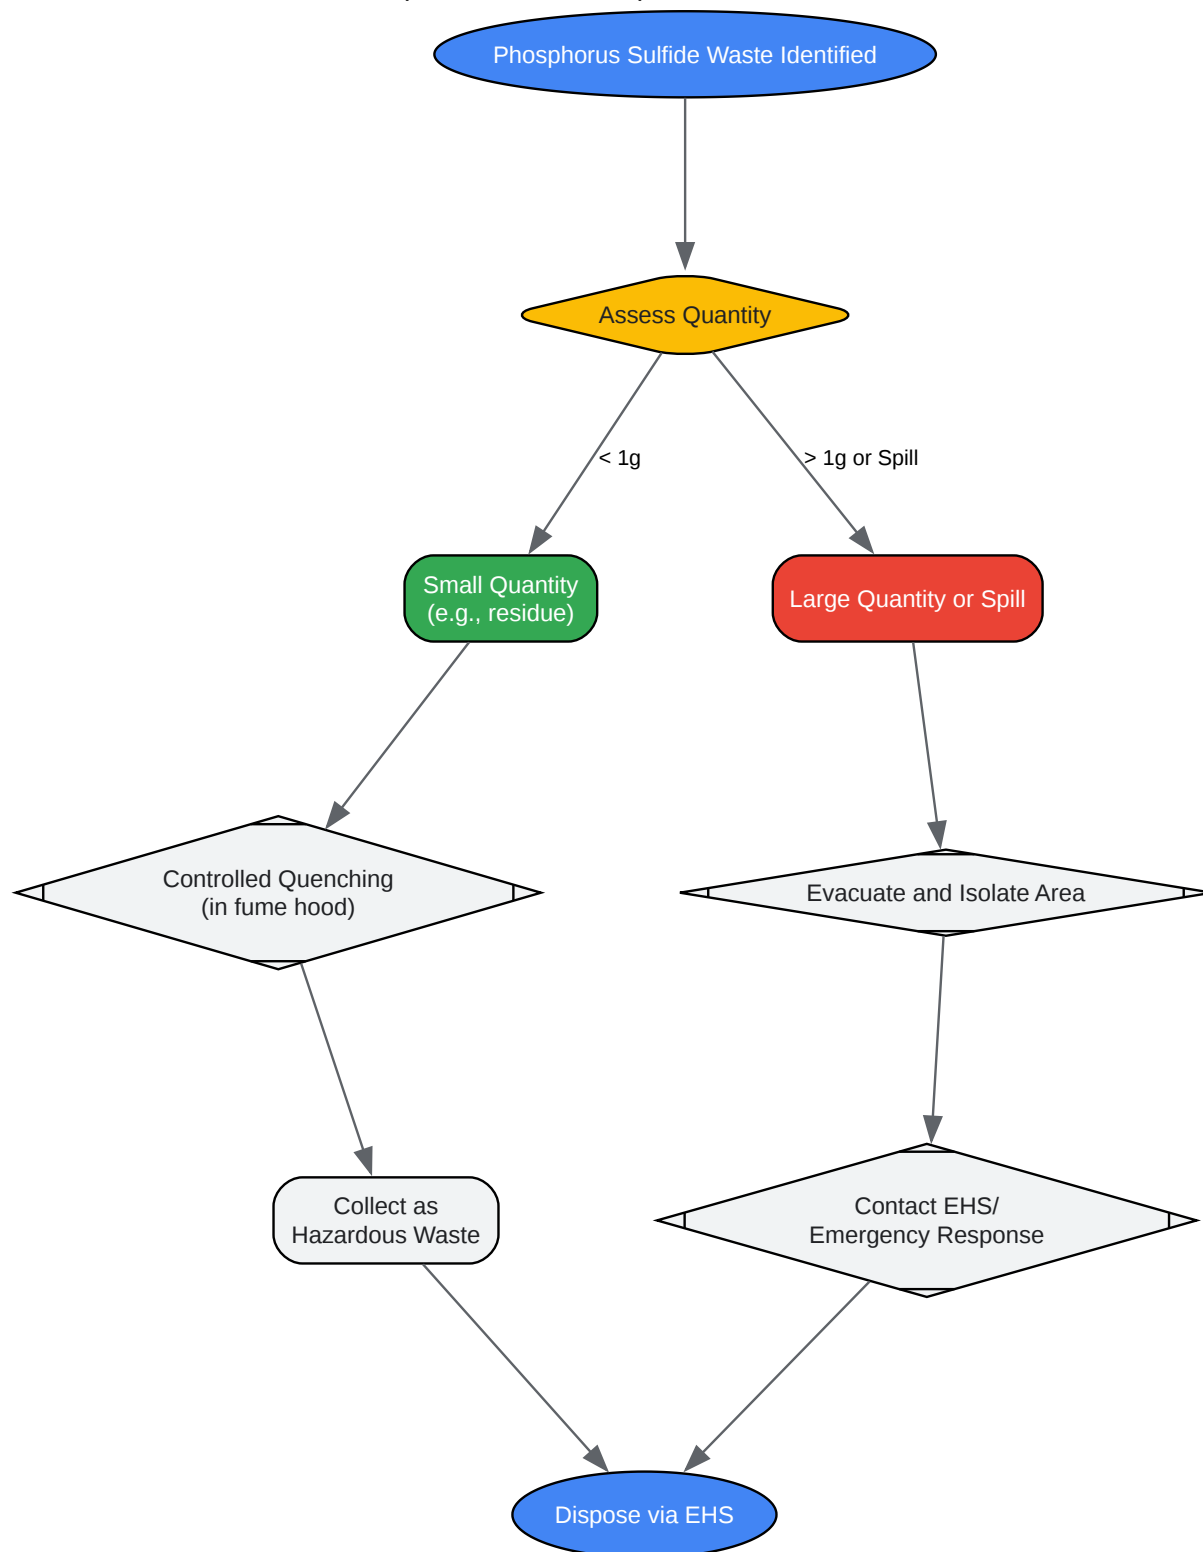 Phosphorus Sulfide Waste Identified
Assess Quantity
< 1g
> 1g or Spill
Small Quantity
(e.g., residue)
Large Quantity or Spill
Controlled Quenching
(in fume hood)
Evacuate and Isolate Area
Collect as
Hazardous Waste
Contact EHS/
Emergency Response
Dispose via EHS